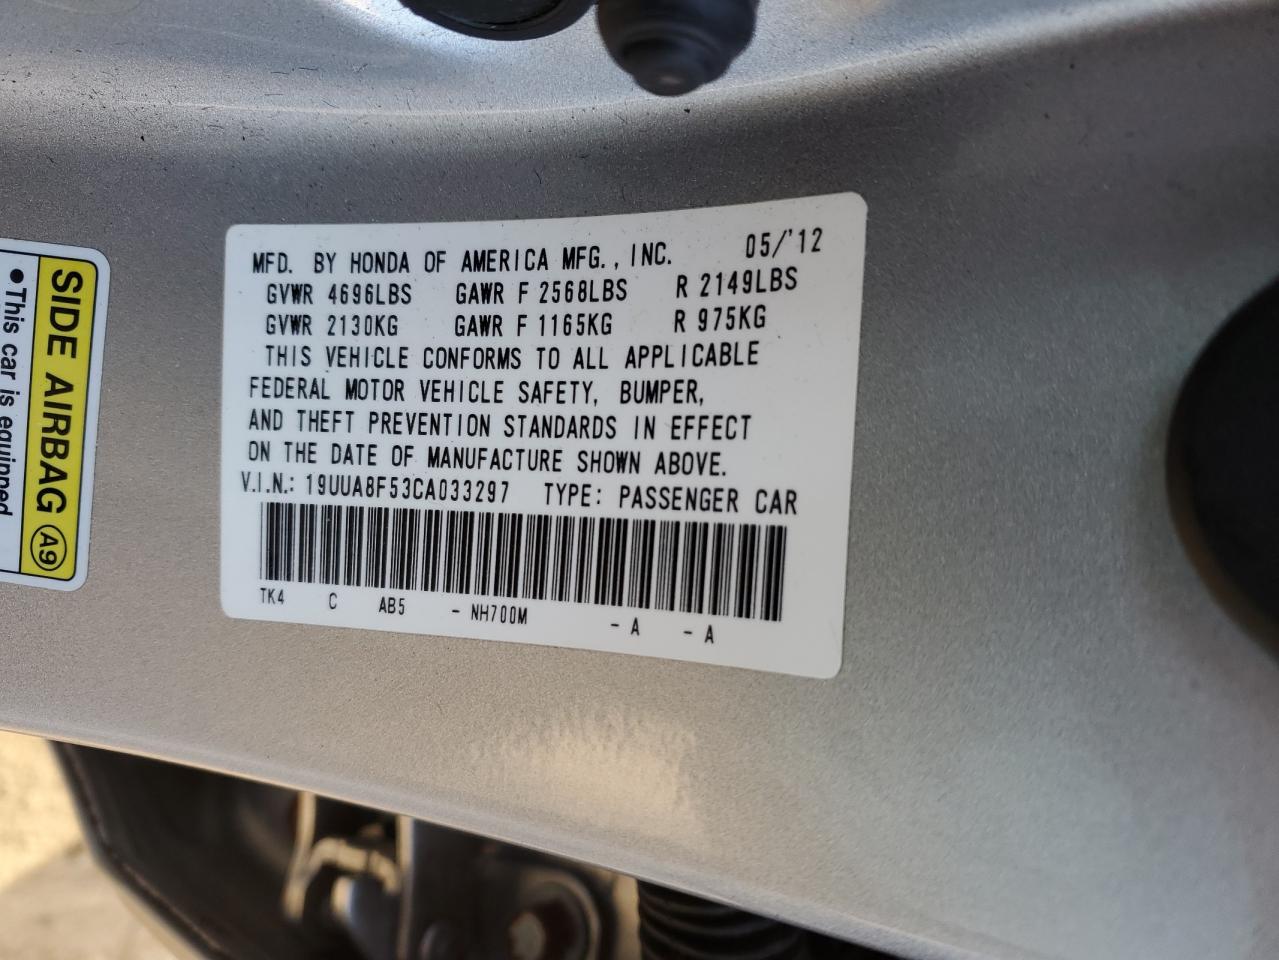 MFD. BY HONDA OF AMERICA MFG., INC. 05/'12
GVWR 4696LBS GAWR F 2568LBS R 2149LBS
GVWR 2130KG GAWR F 1165KG R 975KG
THIS VEHICLE CONFORMS TO ALL APPLICABLE
FEDERAL MOTOR VEHICLE SAFETY, BUMPER,
AND THEFT PREVENTION STANDARDS IN EFFECT
ON THE DATE OF MANUFACTURE SHOWN ABOVE.
V.I.N.: 19UUA8F53CA033297 TYPE: PASSENGER CAR
TK4 C AB5 - NH700M - A - A
SIDE AIRBAG A9
•This car is equipped